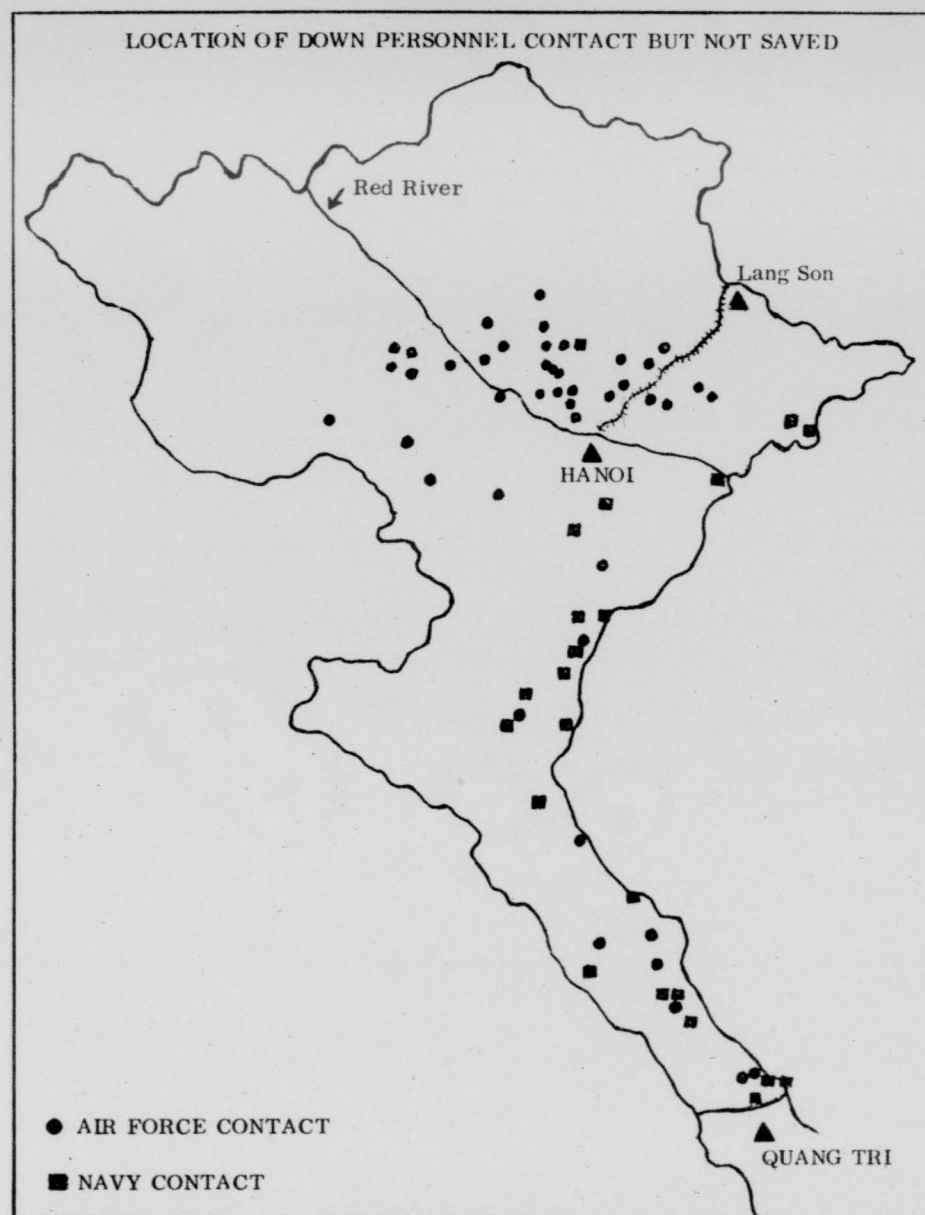 LOCATION OF DOWN PERSONNEL CONTACT BUT NOT SAVED
Red River
Lang Son
HANOI
AIR FORCE CONTACT
QUANG TRI
NAVY CONTACT